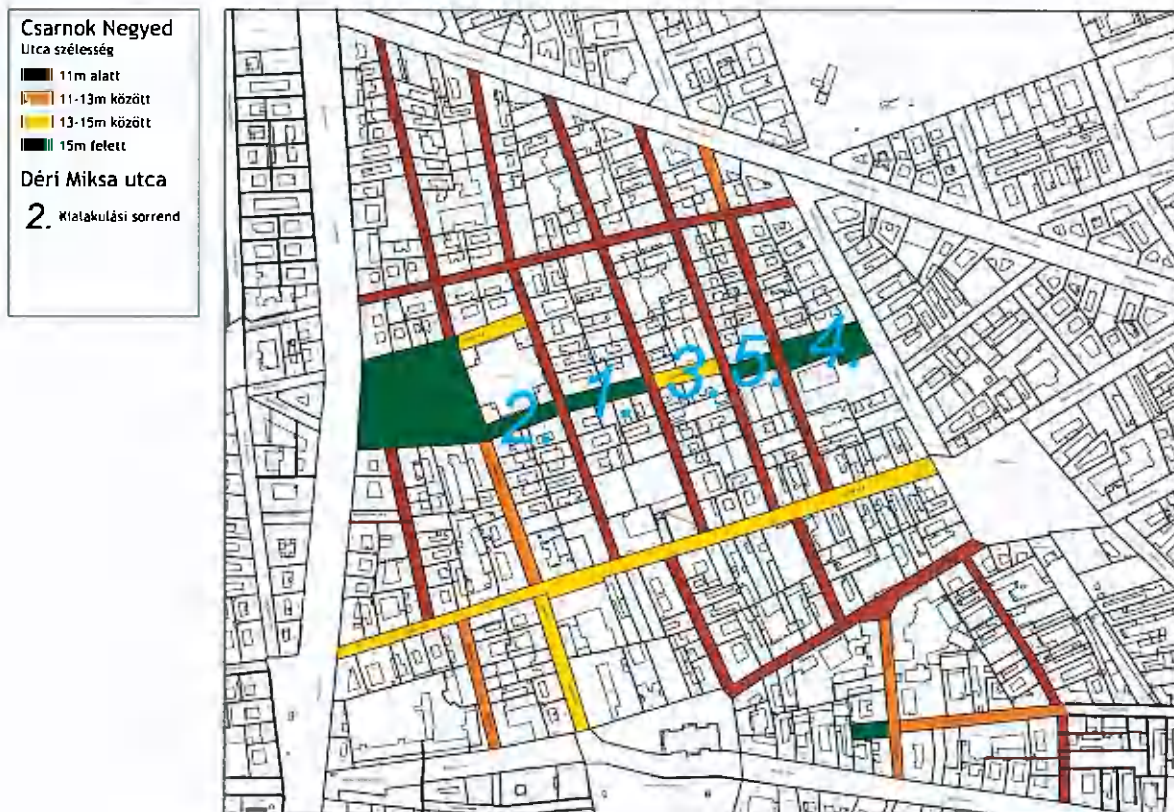 Csarnok Negyed
Utca szélesség
11m alatt
11-13m között
13-15m között
15m felett
Déri Miksa utca
2. Kialakulási sorrend
2.
1.
3.
5.
4.